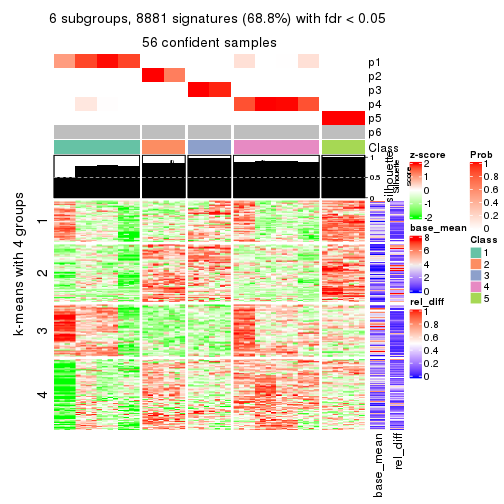 6 subgroups, 8881 signatures (68.8%) with fdr < 0.05
56 confident samples
p1
p2
p3
p4
p5
p6
Class
1
0.5
0
silhouette
Silhouette
score
k-means with 4 groups
1
2
3
4
base_mean
rel_diff
z-score
2
1
0
-1
-2
base_mean
8
6
4
2
0
rel_diff
1
0.8
0.6
0.4
0.2
0
Prob
1
0.8
0.6
0.4
0.2
0
Class
1
2
3
4
5